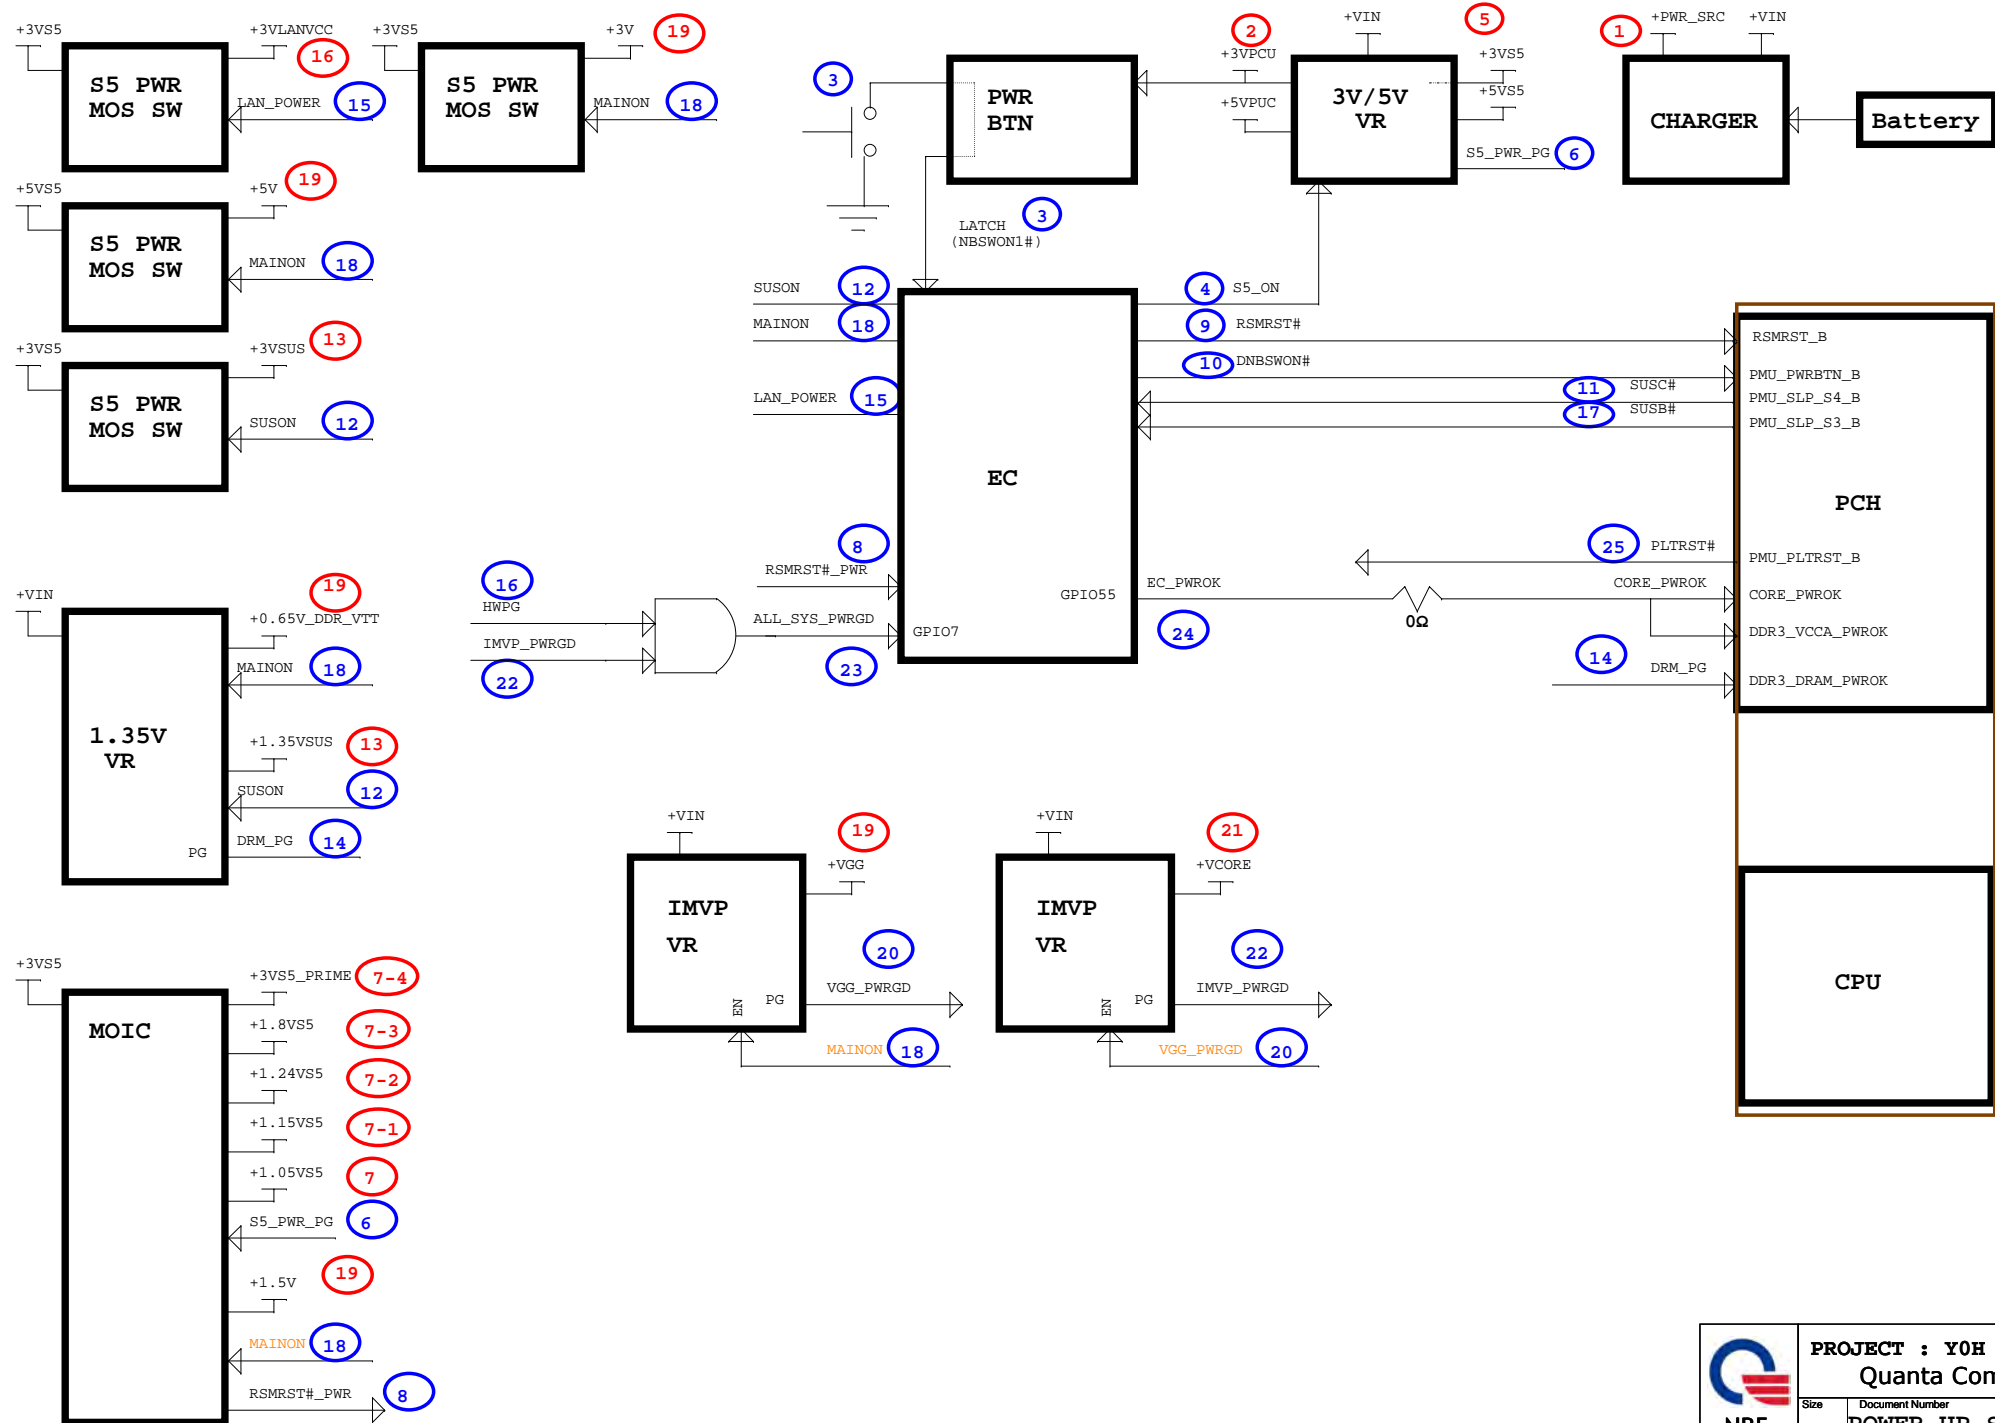 +3VS5
+3VLANVCC
16
S5 PWR
MOS SW
LAN_POWER
15
+3VS5
+3V
19
S5 PWR
MOS SW
MAINON
18
+5VS5
+5V
19
S5 PWR
MOS SW
MAINON
18
+3VS5
+3VSUS
13
S5 PWR
MOS SW
SUSON
12
3
PWR
BTN
2
+3VPCU
+5VPUC
+VIN
3V/5V
VR
5
+3VS5
+5VS5
S5_PWR_PG
6
1
+PWR_SRC
+VIN
CHARGER
Battery
LATCH
(NBSWON1#)
3
SUSON
12
MAINON
18
LAN_POWER
15
EC
4
S5_ON
9
RSMRST#
10
DNBSWON#
11
SUSC#
17
SUSB#
RSMRST_B
PMU_PWRBTN_B
PMU_SLP_S4_B
PMU_SLP_S3_B
PCH
8
RSMRST#_PWR
16
HWPG
IMVP_PWRGD
22
ALL_SYS_PWRGD
23
GPIO7
GPIO55
EC_PWROK
24
0Ω
25
PLTRST#
CORE_PWROK
14
DRM_PG
PMU_PLTRST_B
CORE_PWROK
DDR3_VCCA_PWROK
DDR3_DRAM_PWROK
+VIN
19
+0.65V_DDR_VTT
MAINON
18
1.35V
VR
+1.35VSUS
13
SUSON
12
DRM_PG
14
PG
+VIN
19
+VGG
IMVP
VR
20
VGG_PWRGD
EN
PG
MAINON
18
+VIN
21
+VCORE
IMVP
VR
22
IMVP_PWRGD
EN
PG
VGG_PWRGD
20
CPU
+3VS5
MOIC
+3VS5_PRIME
7-4
+1.8VS5
7-3
+1.24VS5
7-2
+1.15VS5
7-1
+1.05VS5
7
S5_PWR_PG
6
+1.5V
19
MAINON
18
RSMRST#_PWR
8
PROJECT : Y0H
Quanta Com
Size
Document Number